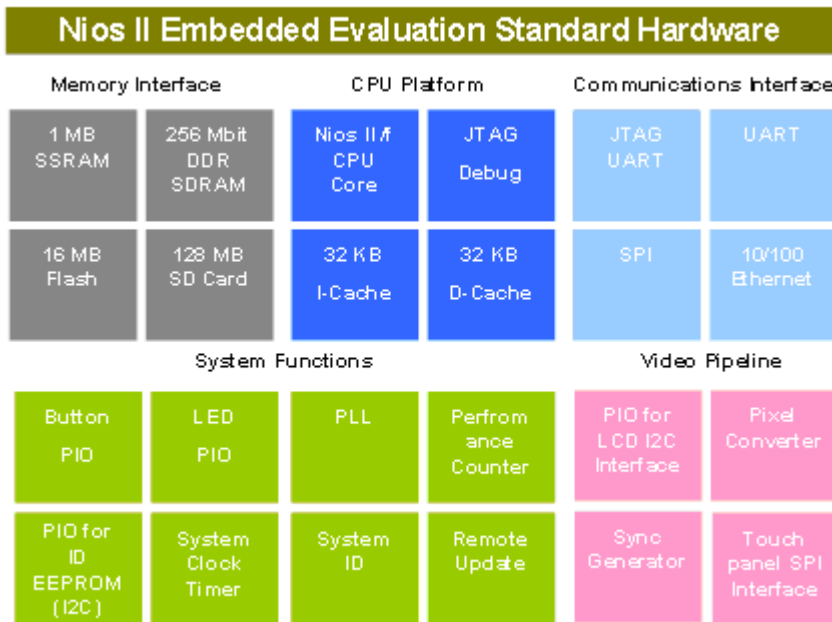 Nios II Embedded Evaluation Standard Hardware
Memory Interface
CPU Platform
Communications Interface
1 MB
SSRAM
256 Mbit
DDR
SDRAM
Nios II/f
CPU
Core
JTAG
Debug
JTAG
UART
UART
16 MB
Flash
128 MB
SD Card
32 KB
I-Cache
32 KB
D-Cache
SPI
10/100
Ethernet
System Functions
Video Pipeline
Button
PIO
LED
PIO
PLL
Perfrom
ance
Counter
PIO for
LCD I2C
Interface
Pixel
Converter
PIO for
ID
EEPROM
(I2C)
System
Clock
Timer
System
ID
Remote
Update
Sync
Generator
Touch
panel SPI
Interface